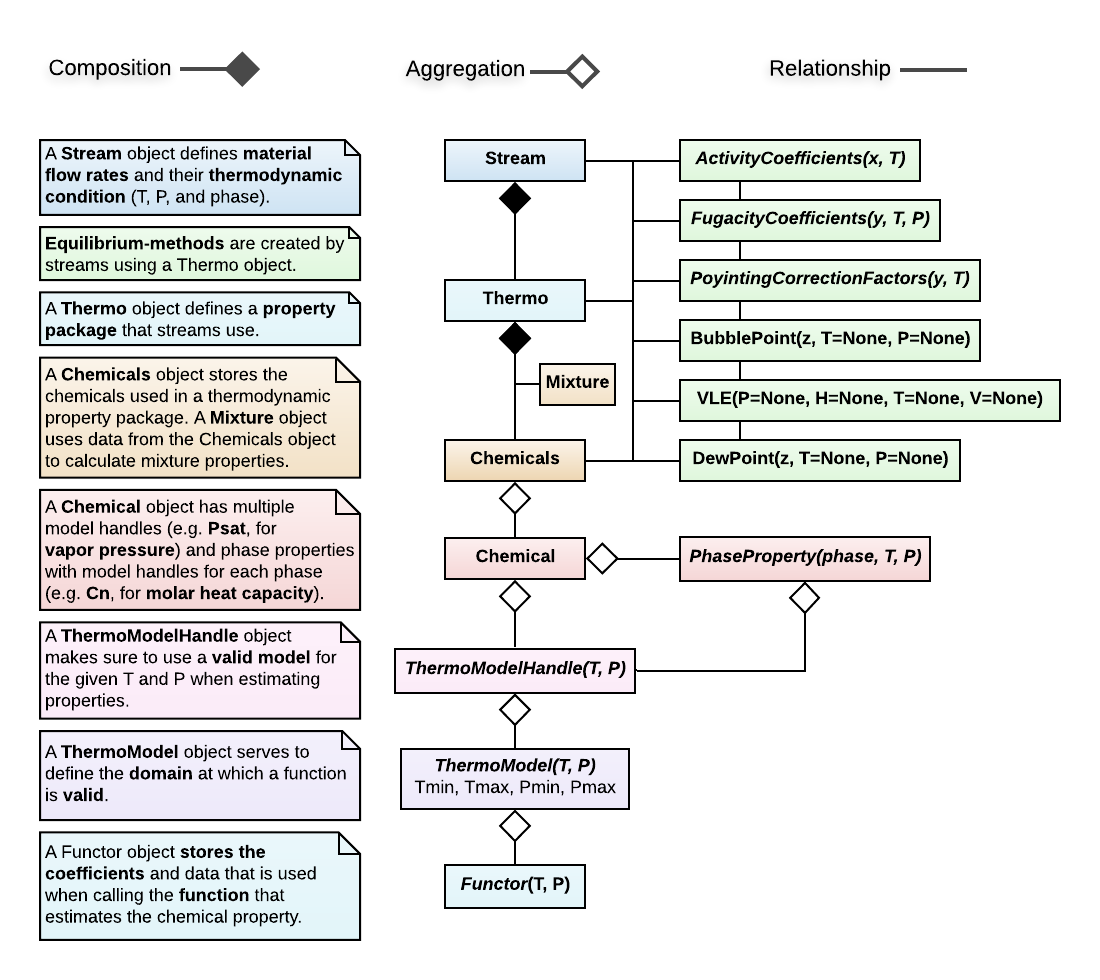 Composition
Aggregation
Relationship
A Stream object defines material
flow rates and their thermodynamic
condition (T, P, and phase).
Equilibrium-methods are created by
streams using a Thermo object.
A Thermo object defines a property
package that streams use.
A Chemicals object stores the
chemicals used in a thermodynamic
property package. A Mixture object
uses data from the Chemicals object
to calculate mixture properties.
A Chemical object has multiple
model handles (e.g. Psat, for
vapor pressure) and phase properties
with model handles for each phase
(e.g. Cn, for molar heat capacity).
A ThermoModelHandle object
makes sure to use a valid model for
the given T and P when estimating
properties.
A ThermoModel object serves to
define the domain at which a function
is valid.
A Functor object stores the
coefficients and data that is used
when calling the function that
estimates the chemical property.
Stream
Thermo
Mixture
Chemicals
Chemical
ThermoModelHandle(T, P)
ThermoModel(T, P)
Tmin, Tmax, Pmin, Pmax
Functor(T, P)
ActivityCoefficients(x, T)
FugacityCoefficients(y, T, P)
PoyintingCorrectionFactors(y, T)
BubblePoint(z, T=None, P=None)
VLE(P=None, H=None, T=None, V=None)
DewPoint(z, T=None, P=None)
PhaseProperty(phase, T, P)